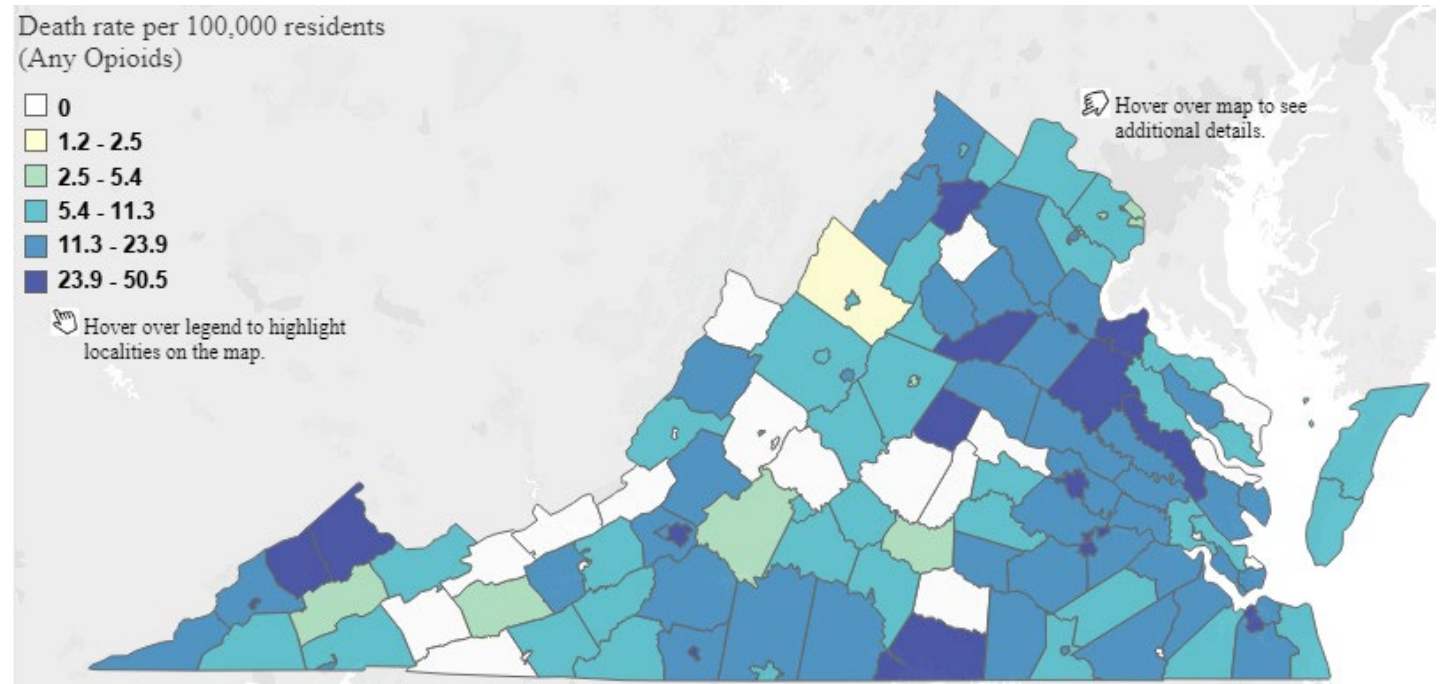 Death rate per 100,000 residents
(Any Opioids)
0
1.2 - 2.5
2.5 - 5.4
5.4 - 11.3
11.3 - 23.9
23.9 - 50.5
Hover over legend to highlight
localities on the map.
Hover over map to see
additional details.